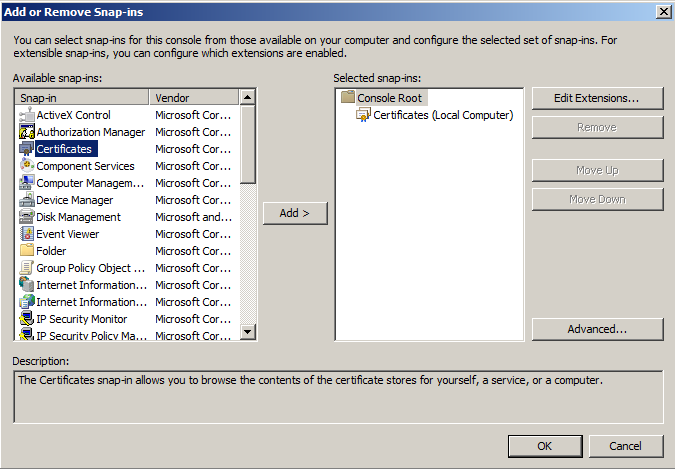 Add or Remove Snap-ins
You can select snap-ins for this console from those available on your computer and configure the selected set of snap-ins. For
extensible snap-ins, you can configure which extensions are enabled.
Available snap-ins:
Selected snap-ins:
Snap-in Vendor
ActiveX Control Microsoft Cor...
Authorization Manager Microsoft Cor...
Certificates Microsoft Cor...
Component Services Microsoft Cor...
Computer Managem... Microsoft Cor...
Device Manager Microsoft Cor...
Disk Management Microsoft and...
Event Viewer Microsoft Cor...
Folder Microsoft Cor...
Group Policy Object ... Microsoft Cor...
Internet Information... Microsoft Cor...
Internet Information... Microsoft Cor...
IP Security Monitor Microsoft Cor...
IP Security Policy Ma... Microsoft Cor...
Add >
Console Root
Certificates (Local Computer)
Edit Extensions...
Remove
Move Up
Move Down
Advanced...
Description:
The Certificates snap-in allows you to browse the contents of the certificate stores for yourself, a service, or a computer.
OK
Cancel